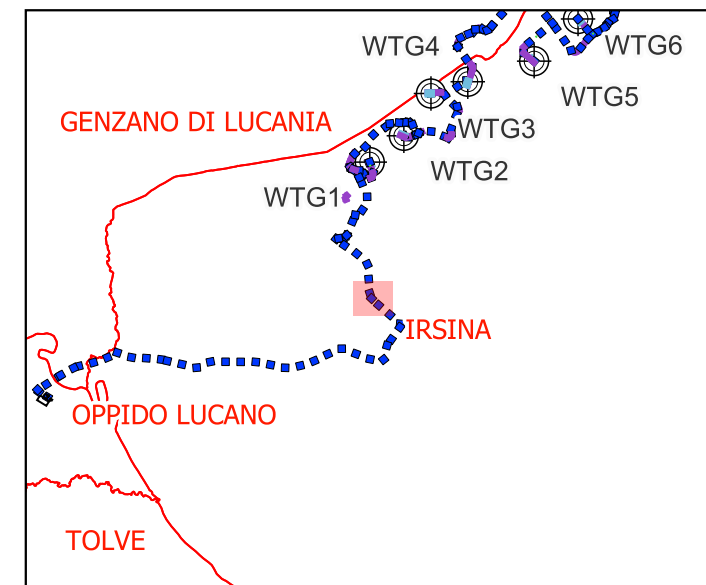 WTG4
WTG6
WTG5
GENZANO DI LUCANIA
WTG3
WTG2
WTG1
IRSINA
OPPIDO LUCANO
TOLVE